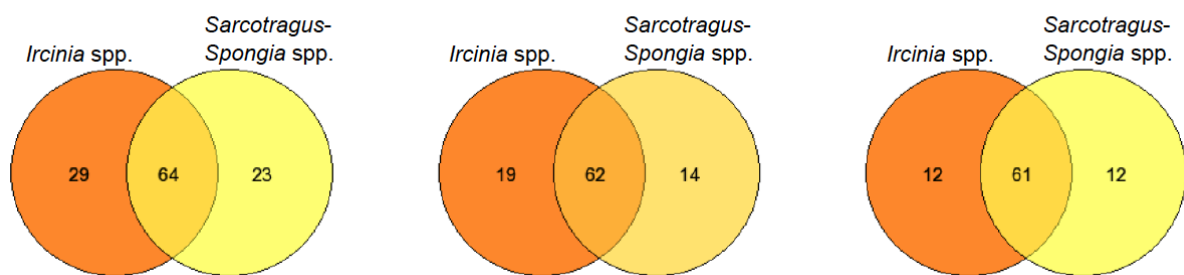 Sarcotragus-
Ircinia spp.
Spongia spp.
29
64
23
Sarcotragus-
Ircinia spp.
Spongia spp.
19
62
14
Sarcotragus-
Ircinia spp.
Spongia spp.
12
61
12